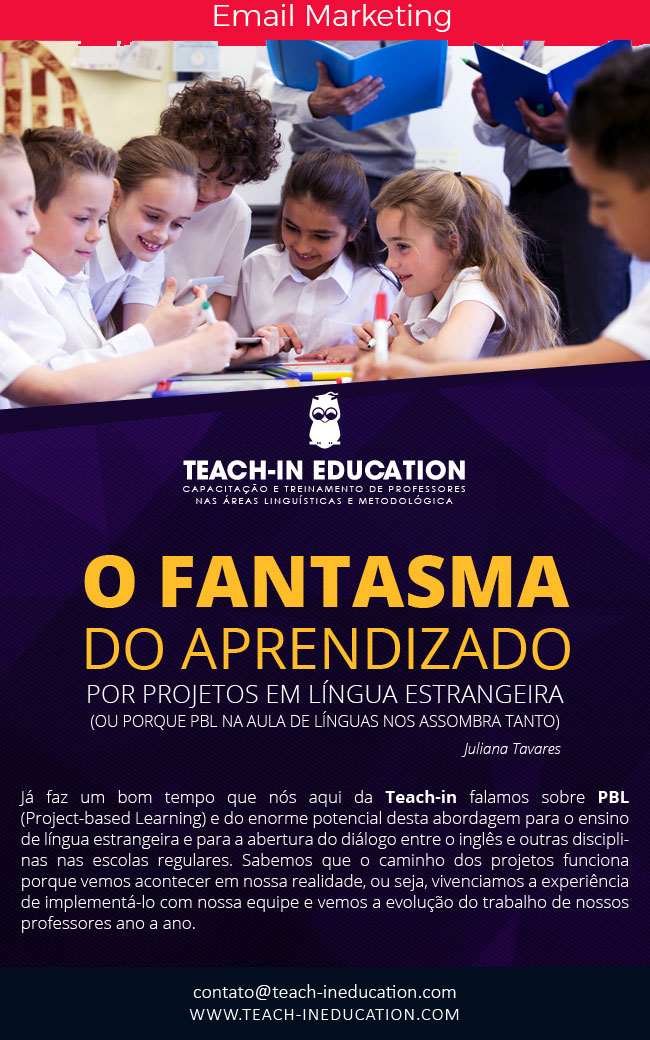 Email Marketing
TEACH-IN EDUCATION
CAPACITAÇÃO E TREINAMENTO DE PROFESSORES
NAS ÁREAS LINGUÍSTICAS E METODOLÓGICA
O FANTASMA
DO APRENDIZADO
POR PROJETOS EM LÍNGUA ESTRANGEIRA
(OU PORQUE PBL NA AULA DE LÍNGUAS NOS ASSOMBRA TANTO)
Juliana Tavares
Já faz um bom tempo que nós aqui da Teach-in falamos sobre PBL
(Project-based Learning) e do enorme potencial desta abordagem para o ensino
de língua estrangeira e para a abertura do diálogo entre o inglês e outras discipli-
nas nas escolas regulares. Sabemos que o caminho dos projetos funciona
porque vemos acontecer em nossa realidade, ou seja, vivenciamos a experiência
de implementá-lo com nossa equipe e vemos a evolução do trabalho de nossos
professores ano a ano.
contato@teach-ineducation.com
WWW.TEACH-INEDUCATION.COM